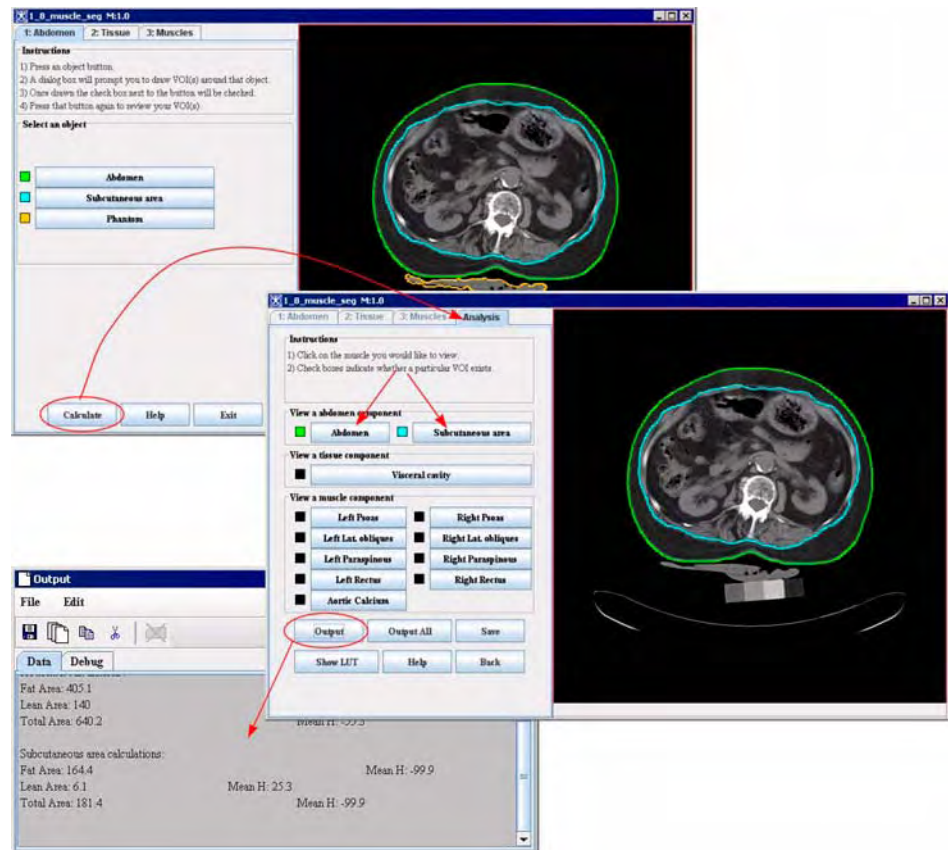 1_8_muscle_seg M:1.0
1: Abdomen 2: Tissue 3: Muscles
Instructions
1) Press an object button.
2) A dialog box will prompt you to draw VOI(s) around that object.
3) Once drawn the check box next to the button will be checked.
4) Press that button again to review your VOI(s).
Select an object
Abdomen
Subcutaneous area
Phantom
Calculate Help Exit
1_8_muscle_seg M:1.0
1: Abdomen 2: Tissue 3: Muscles Analysis
Instructions
1) Click on the muscle you would like to view.
2) Check boxes indicate whether a particular VOI exists.
View a abdomen component
Abdomen Subcutaneous area
View a tissue component
Visceral cavity
View a muscle component
Left Psoas Right Psoas
Left Lat. obliques Right Lat. obliques
Left Paraspinous Right Paraspinous
Left Rectus Right Rectus
Aortic Calcium
Output Output All Save
Show LUT Help Back
Output
File Edit
Data Debug
Fat Area: 405.1
Lean Area: 140
Total Area: 640.2 Mean H: -55.3
Subcutaneous area calculations:
Fat Area: 164.4 Mean H: -99.9
Lean Area: 6.1 Mean H: 25.3
Total Area: 181.4 Mean H: -99.9